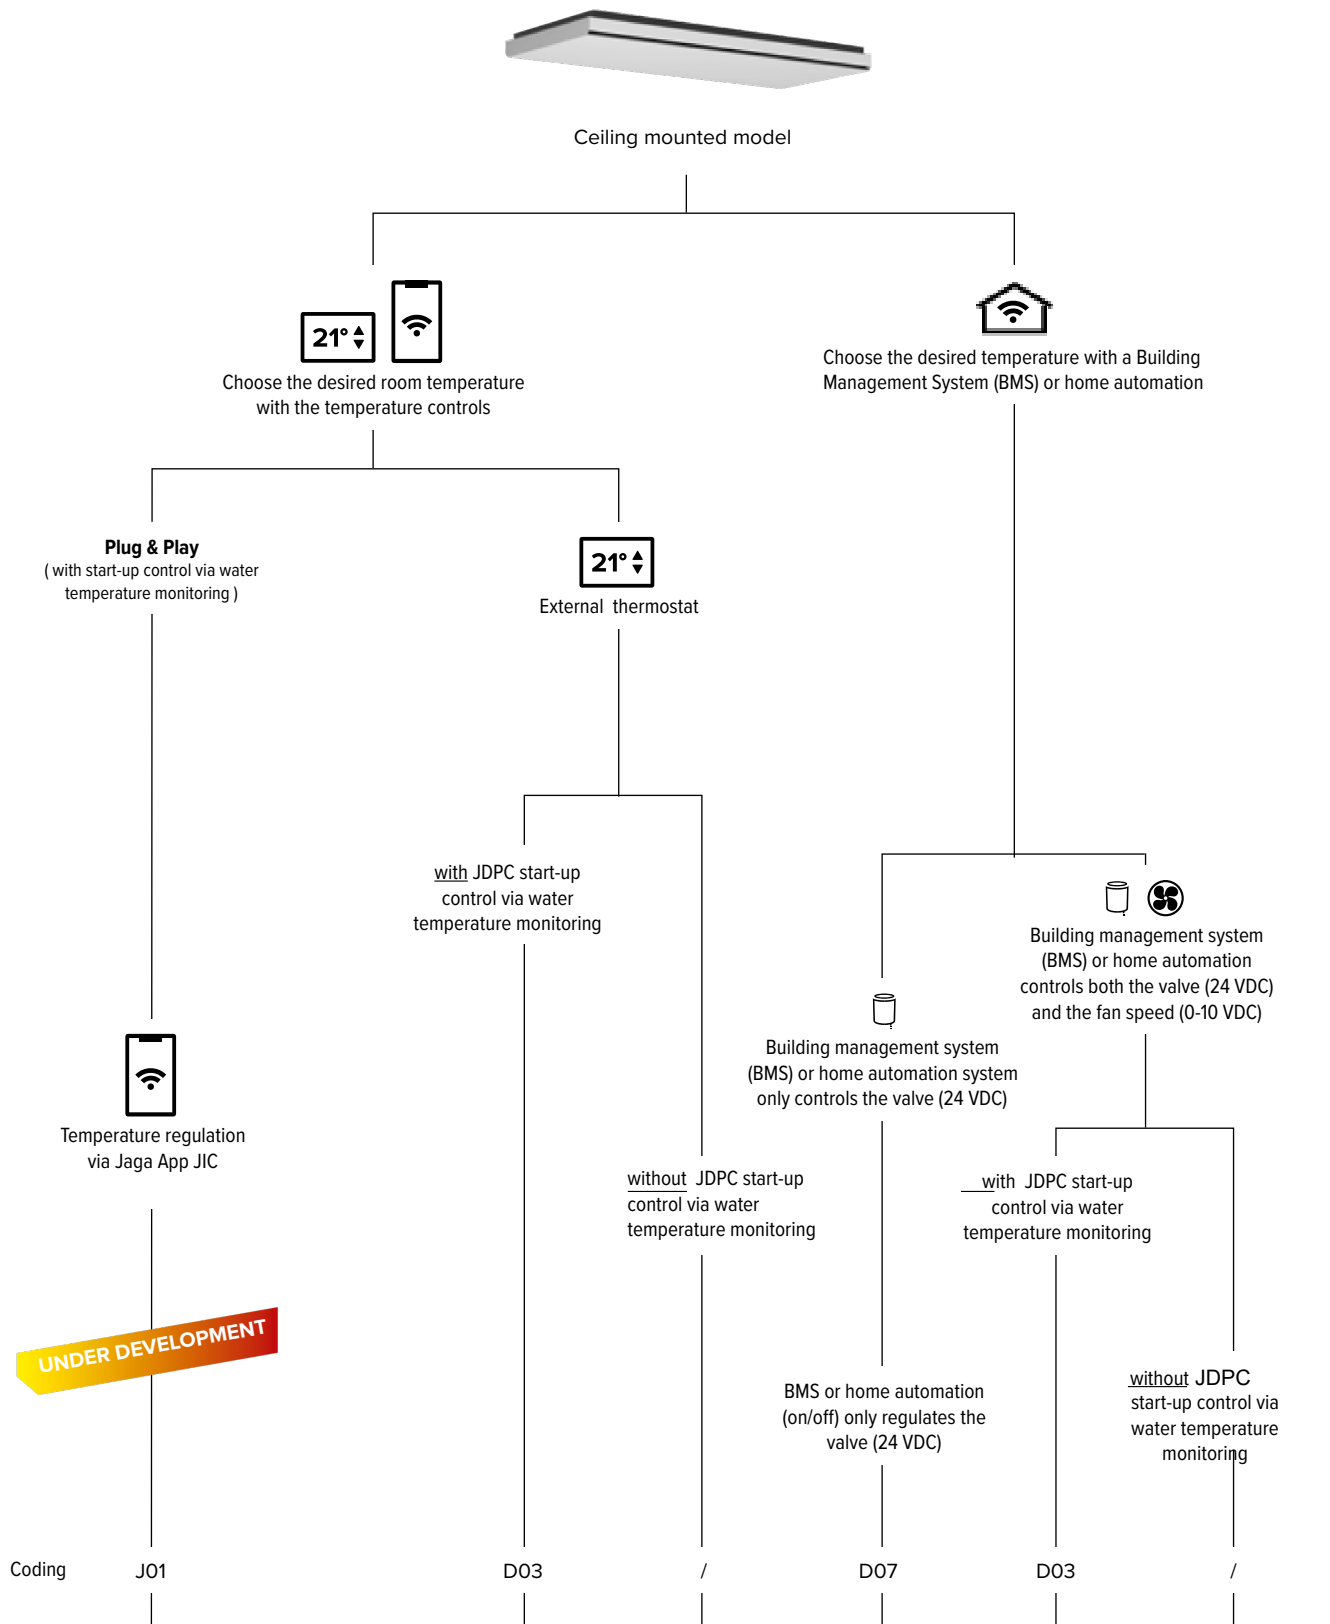 Ceiling mounted model
21°
Choose the desired room temperature
with the temperature controls
Choose the desired temperature with a Building
Management System (BMS) or home automation
Plug & Play
( with start-up control via water
temperature monitoring )
21°
External thermostat
with JDPC start-up
control via water
temperature monitoring
Building management system
(BMS) or home automation
controls both the valve (24 VDC)
and the fan speed (0-10 VDC)
Building management system
(BMS) or home automation system
only controls the valve (24 VDC)
Temperature regulation
via Jaga App JIC
without JDPC start-up
control via water
temperature monitoring
with JDPC start-up
control via water
temperature monitoring
UNDER DEVELOPMENT
BMS or home automation
(on/off) only regulates the
valve (24 VDC)
without JDPC
start-up control via
water temperature
monitoring
Coding J01 D03 / D07 D03 /